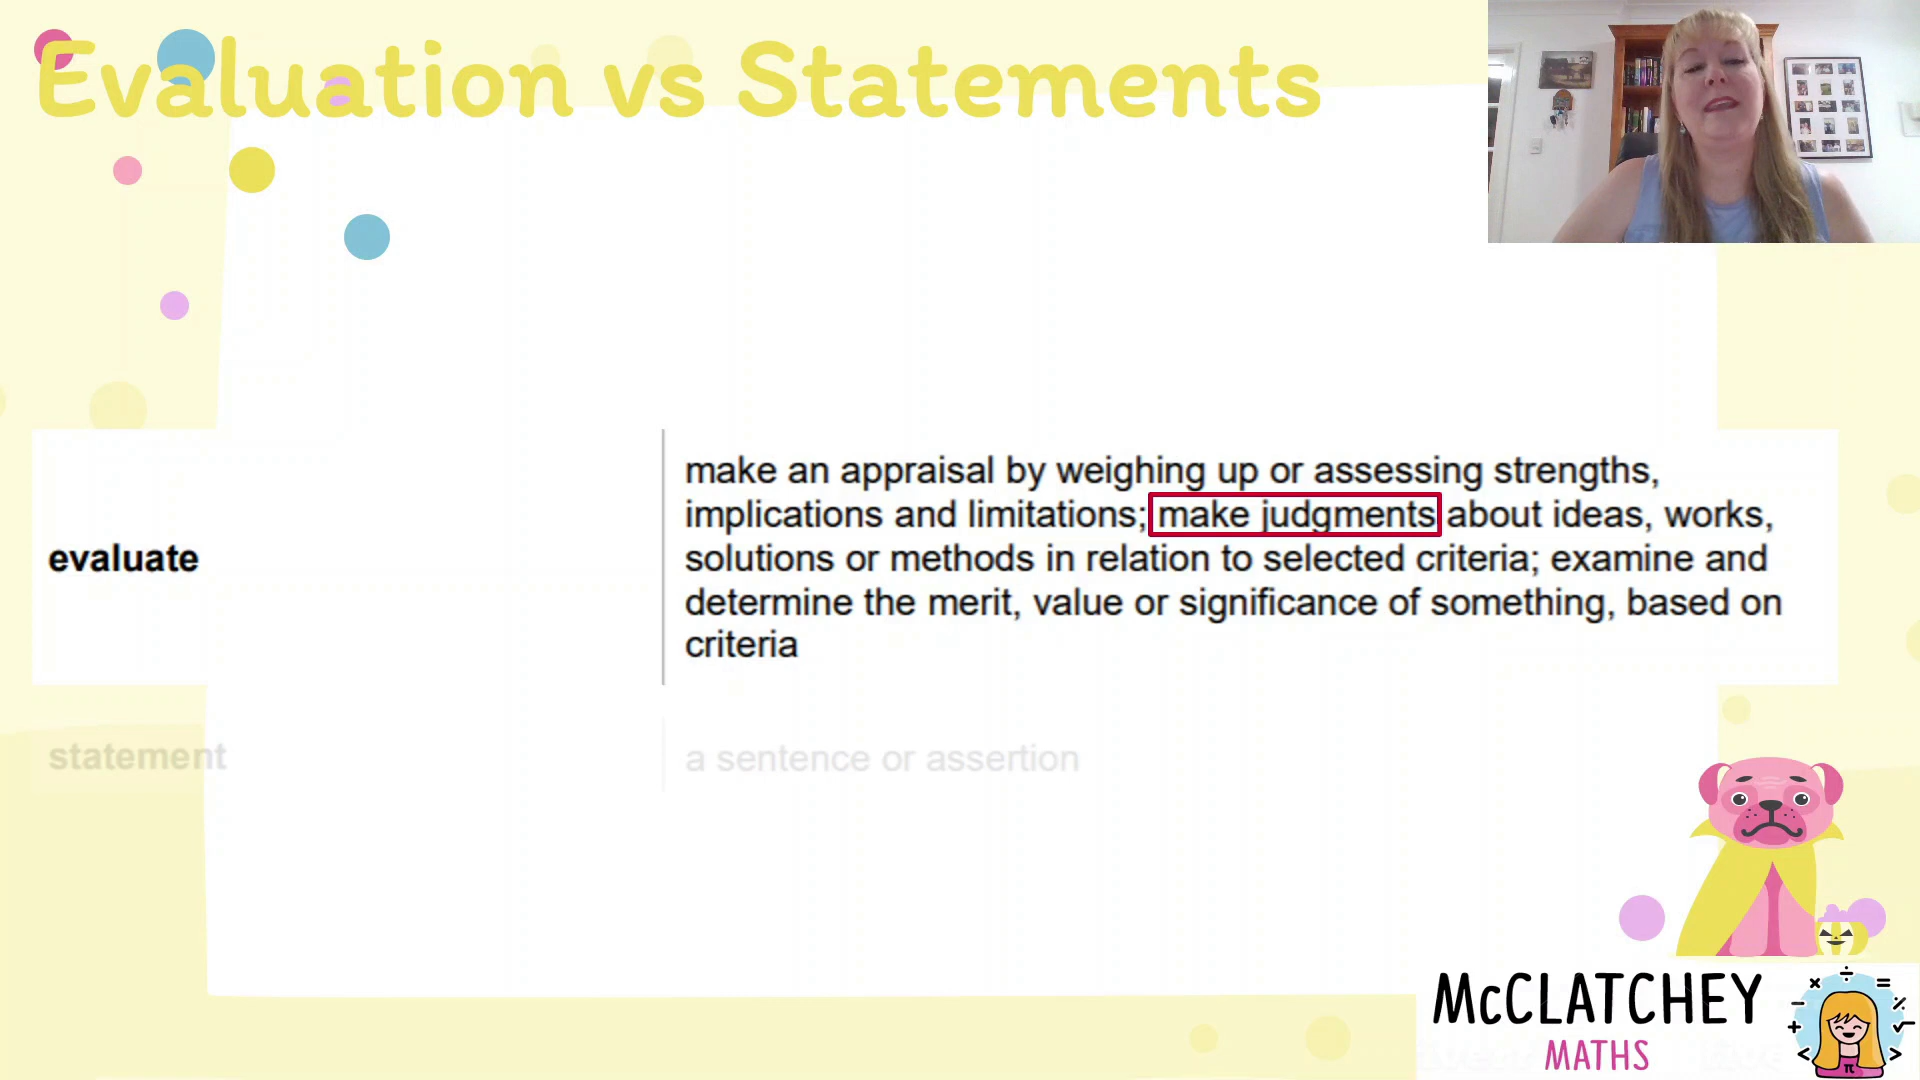 Evaluation vs Statements
evaluate
make an appraisal by weighing up or assessing strengths,
implications and limitations; make judgments about ideas, works,
solutions or methods in relation to selected criteria; examine and
determine the merit, value or significance of something, based on
criteria
statement
a sentence or assertion
McCLATCHEY
MATHS